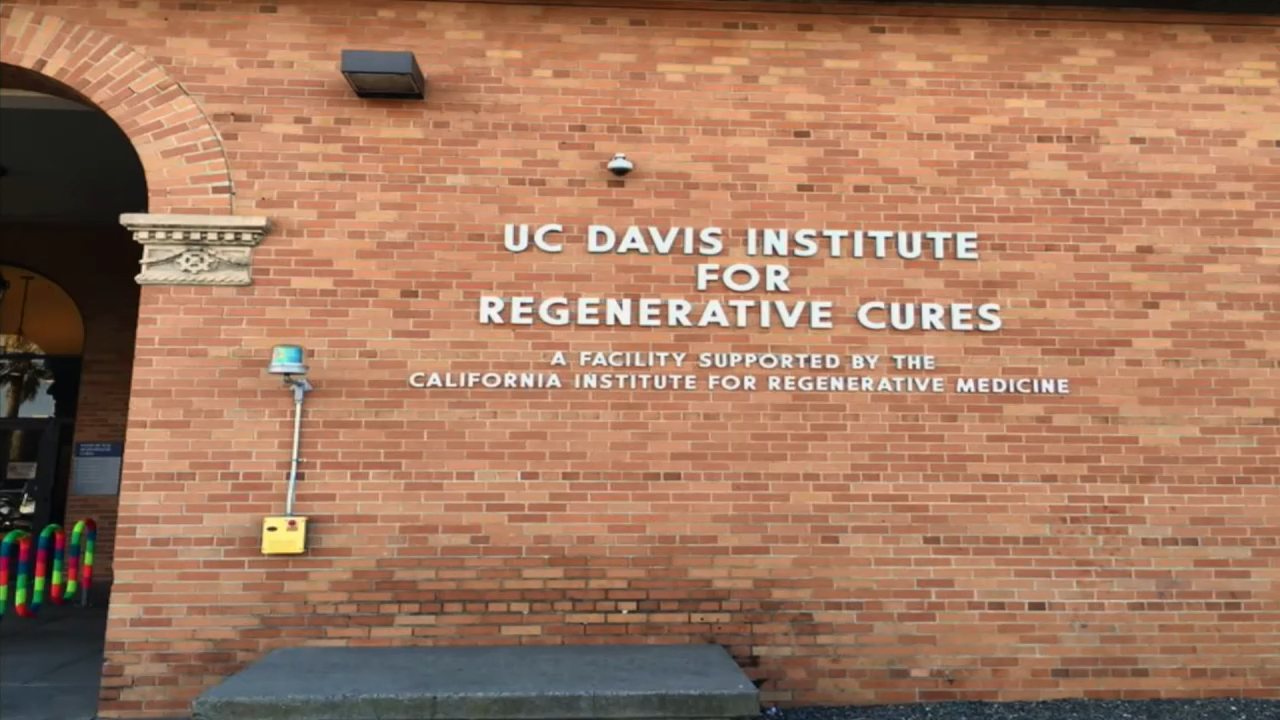 UC DAVIS INSTITUTE
FOR
REGENERATIVE CURES
A FACILITY SUPPORTED BY THE
CALIFORNIA INSTITUTE FOR REGENERATIVE MEDICINE